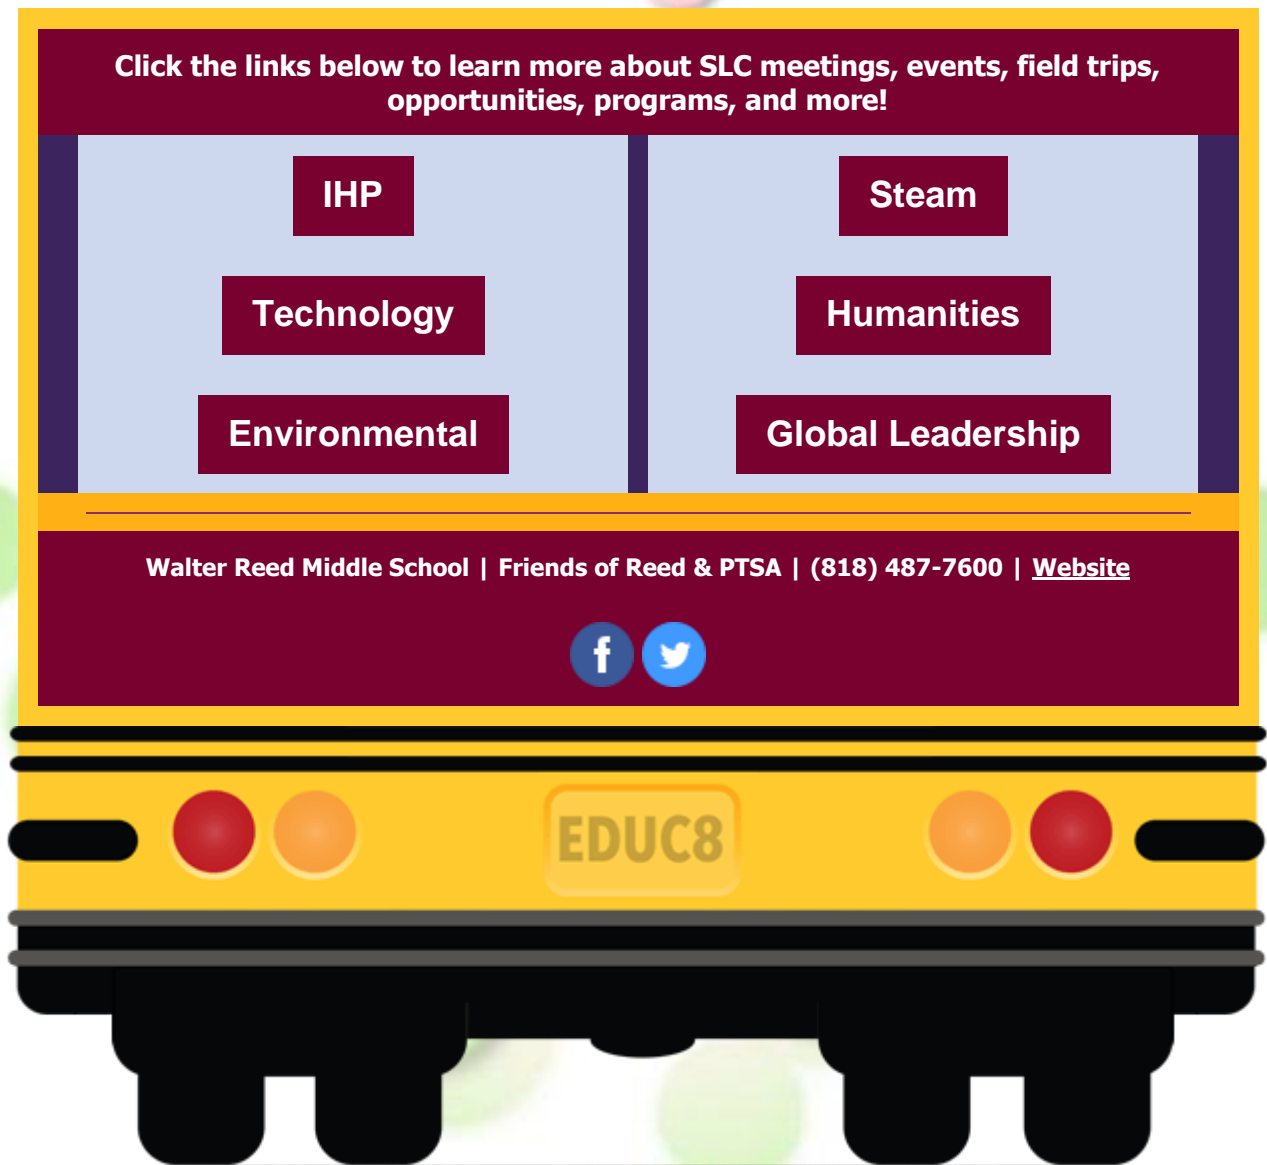 Click the links below to learn more about SLC meetings, events, field trips,
opportunities, programs, and more!
IHP
Steam
Technology
Humanities
Environmental
Global Leadership
Walter Reed Middle School | Friends of Reed & PTSA | (818) 487-7600 | Website
f
EDUC8